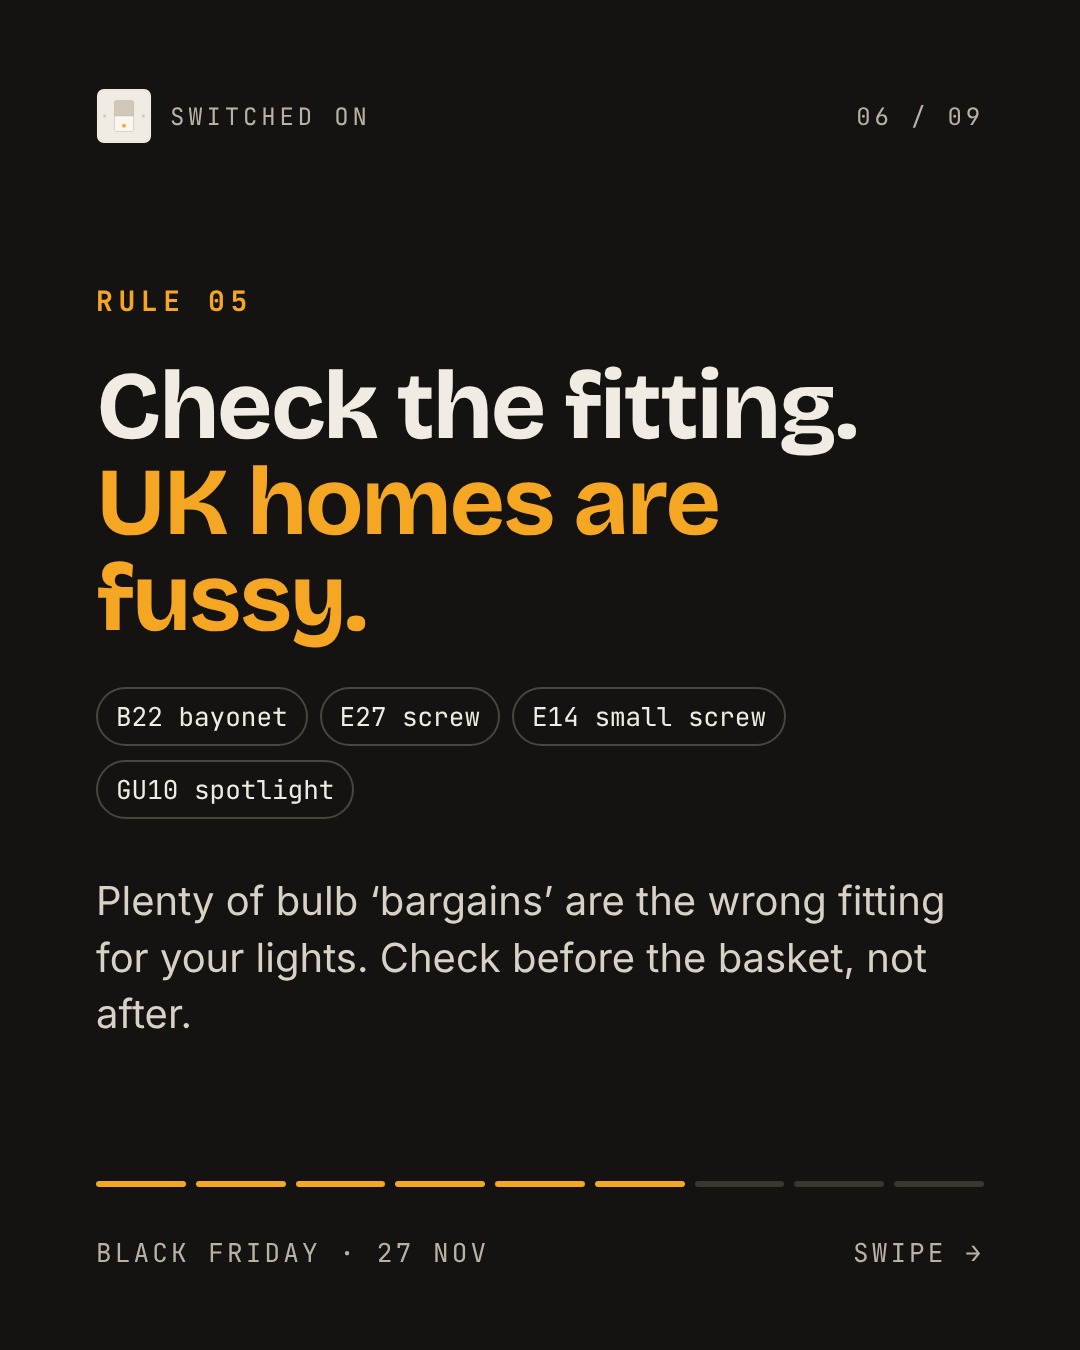 SWITCHED ON
06 / 09
RULE 05
Check the fitting.
UK homes are
fussy.
B22 bayonet
E27 screw
E14 small screw
GU10 spotlight
Plenty of bulb ‘bargains’ are the wrong fitting
for your lights. Check before the basket, not
after.
BLACK FRIDAY · 27 NOV
SWIPE →